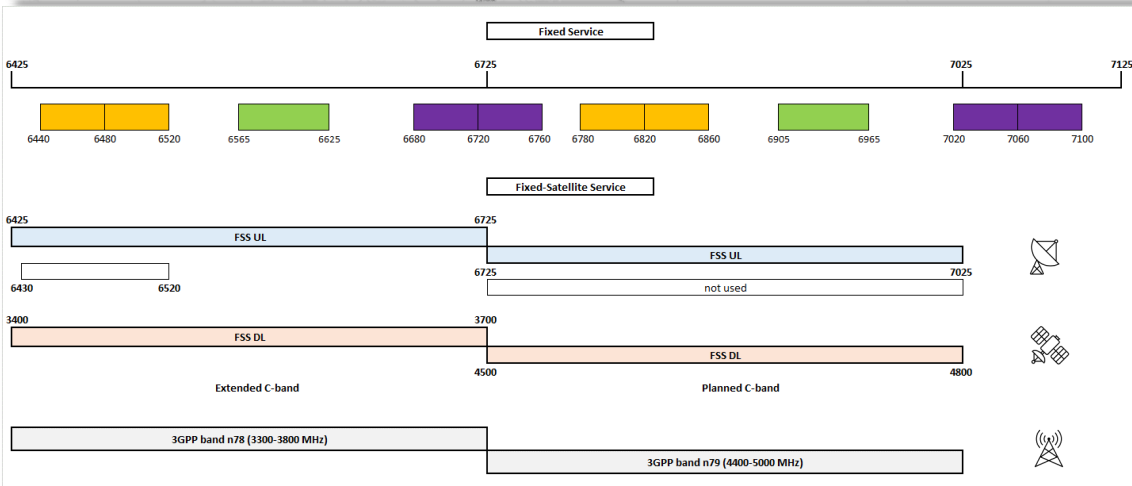 Fixed Service
6425 6725 7025 7125
6440 6480 6520 6565 6625 6680 6720 6760 6780 6820 6860 6905 6965 7020 7060 7100
Fixed-Satellite Service
6425 6725
FSS UL
FSS UL
6430 6520 6725 7025
not used
3400 3700
FSS DL
FSS DL
4500 4800
Extended C-band Planned C-band
3GPP band n78 (3300-3800 MHz)
3GPP band n79 (4400-5000 MHz)